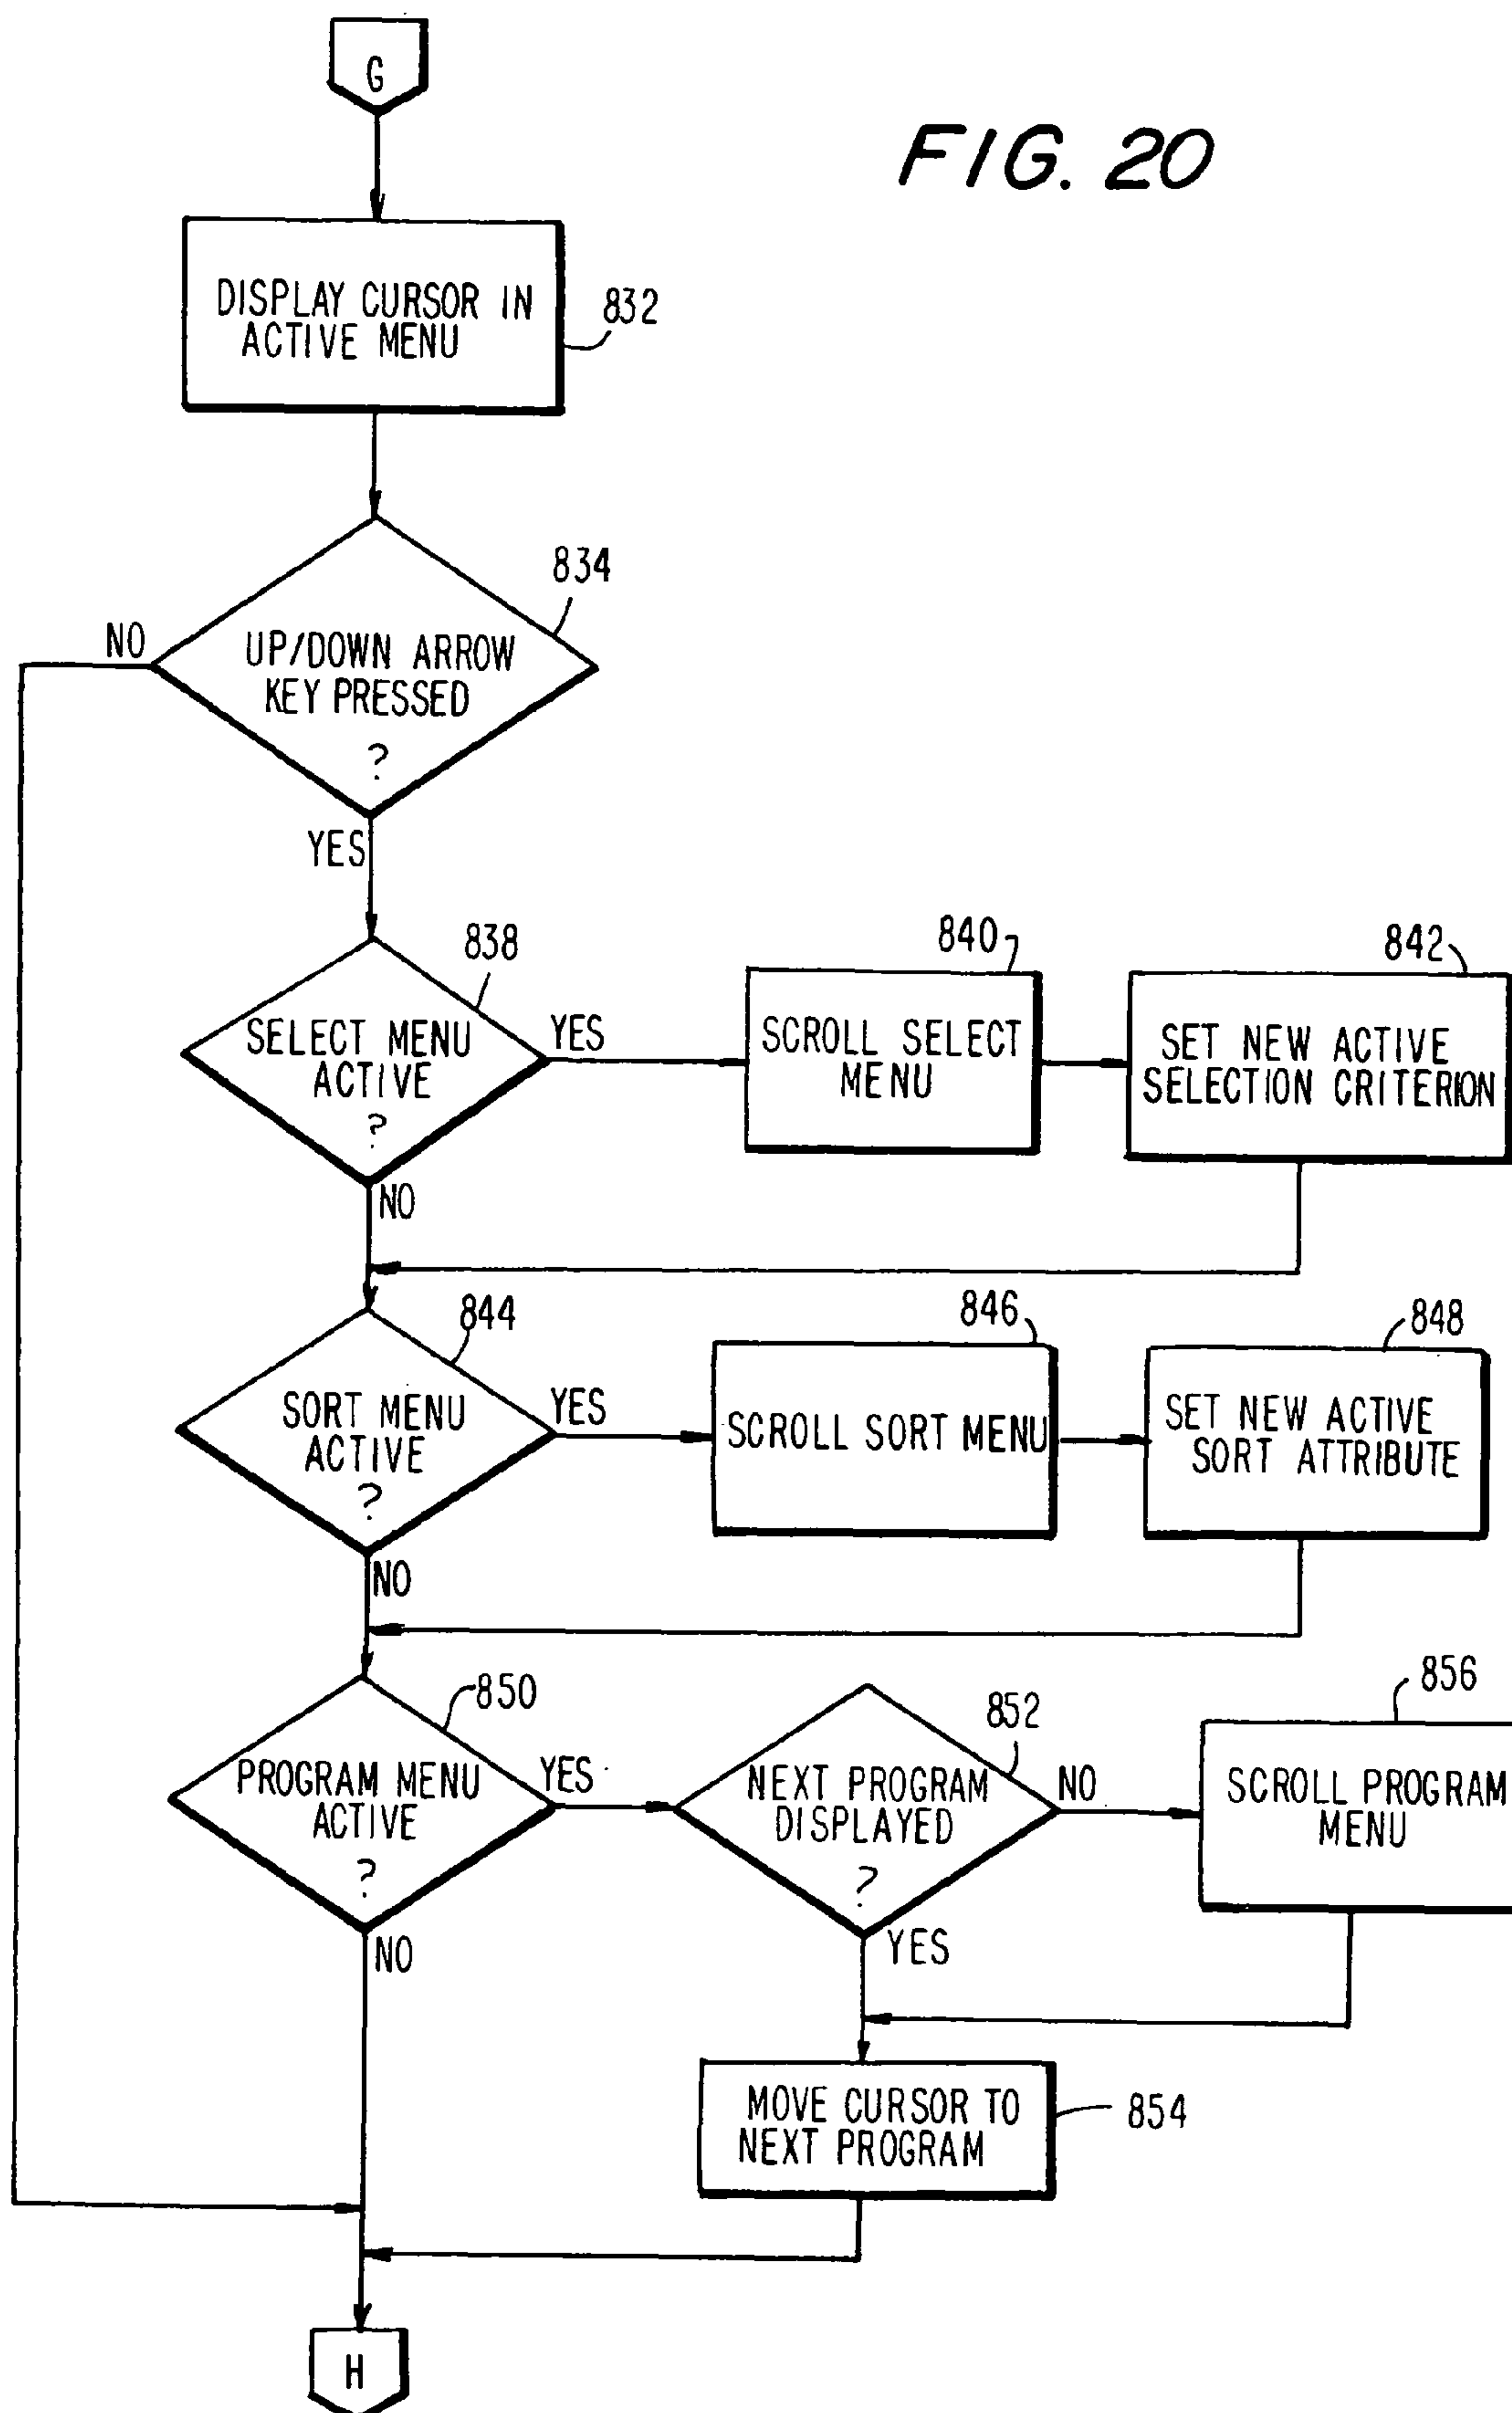 G
FIG. 20
DISPLAY CURSOR IN
ACTIVE MENU
832
834
NO
UP/DOWN ARROW
KEY PRESSED
?
YES
838
SELECT MENU
ACTIVE
?
YES
NO
840
SCROLL SELECT
MENU
842
SET NEW ACTIVE
SELECTION CRITERION
844
SORT MENU
ACTIVE
?
YES
NO
846
SCROLL SORT MENU
848
SET NEW ACTIVE
SORT ATTRIBUTE
850
PROGRAM MENU
ACTIVE
?
YES
NO
852
NEXT PROGRAM
DISPLAYED
?
NO
YES
856
SCROLL PROGRAM
MENU
MOVE CURSOR TO
NEXT PROGRAM
854
H